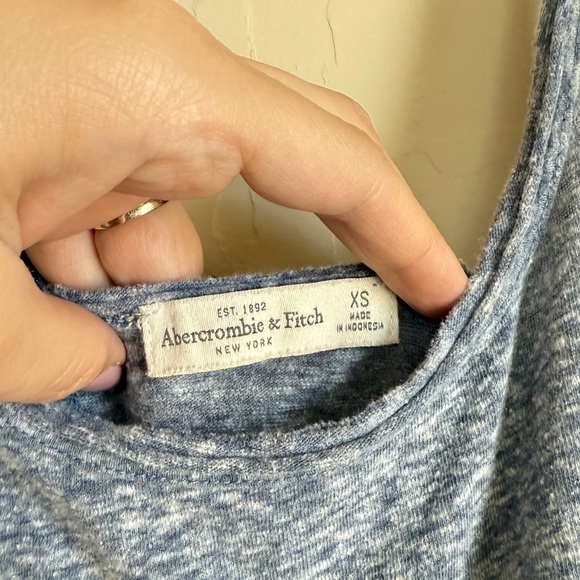 EST. 1892
Abercrombie & Fitch
NEW YORK
XS
MADE
IN INDONESIA